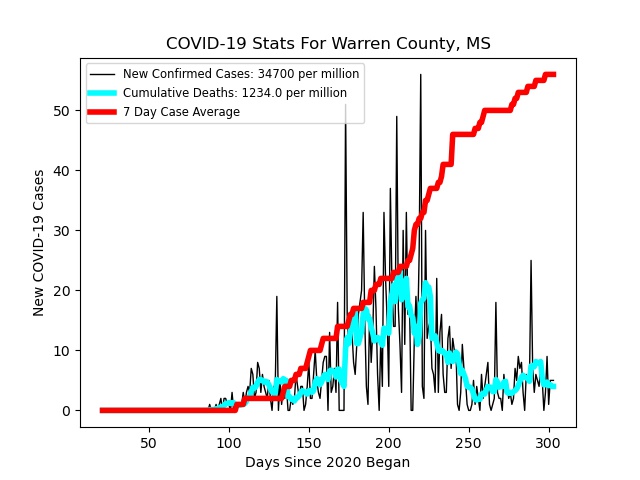 COVID-19 Stats For Warren County, MS
New Confirmed Cases: 34700 per million
Cumulative Deaths: 1234.0 per million
7 Day Case Average
New COVID-19 Cases
50
40
30
20
10
0
50 100 150 200 250 300
Days Since 2020 Began